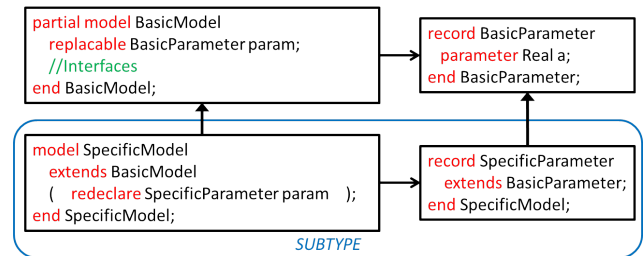 partial model BasicModel
replacable BasicParameter param;
//Interfaces
end BasicModel;
record BasicParameter
parameter Real a;
end BasicParameter;
model SpecificModel
extends BasicModel
( redeclare SpecificParameter param );
end SpecificModel;
record SpecificParameter
extends BasicParameter;
end SpecificModel;
SUBTYPE